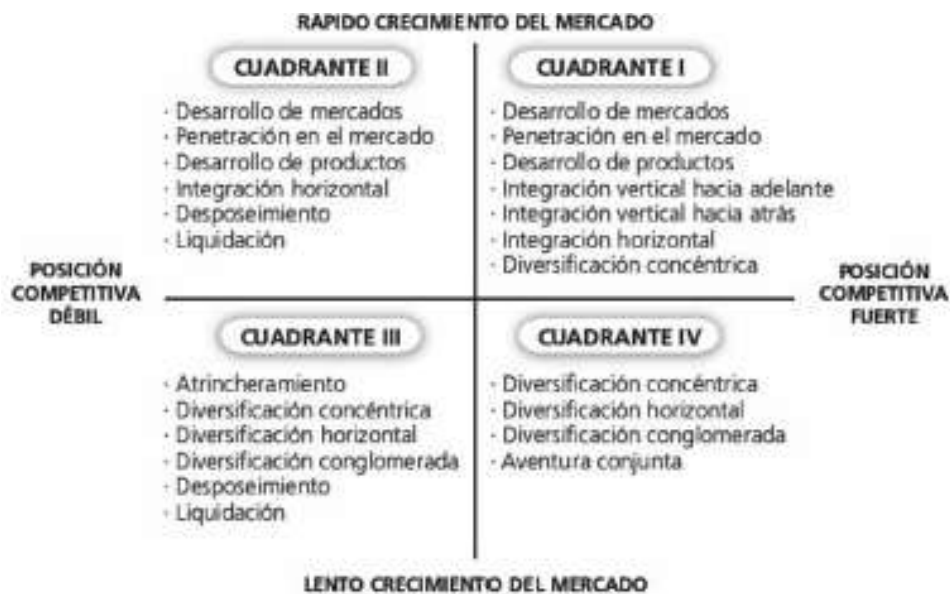 RAPIDO CRECIMIENTO DEL MERCADO
CUADRANTE II
· Desarrollo de mercados
· Penetración en el mercado
· Desarrollo de productos
· Integración horizontal
· Desposeimiento
· Liquidación
CUADRANTE I
· Desarrollo de mercados
· Penetración en el mercado
· Desarrollo de productos
· Integración vertical hacia adelante
· Integración vertical hacia atrás
· Integración horizontal
· Diversificación concéntrica
POSICIÓN
COMPETITIVA
DÉBIL
POSICIÓN
COMPETITIVA
FUERTE
CUADRANTE III
· Atrincheramiento
· Diversificación concéntrica
· Diversificación horizontal
· Diversificación conglomerada
· Desposeimiento
· Liquidación
CUADRANTE IV
· Diversificación concéntrica
· Diversificación horizontal
· Diversificación conglomerada
· Aventura conjunta
LENTO CRECIMIENTO DEL MERCADO